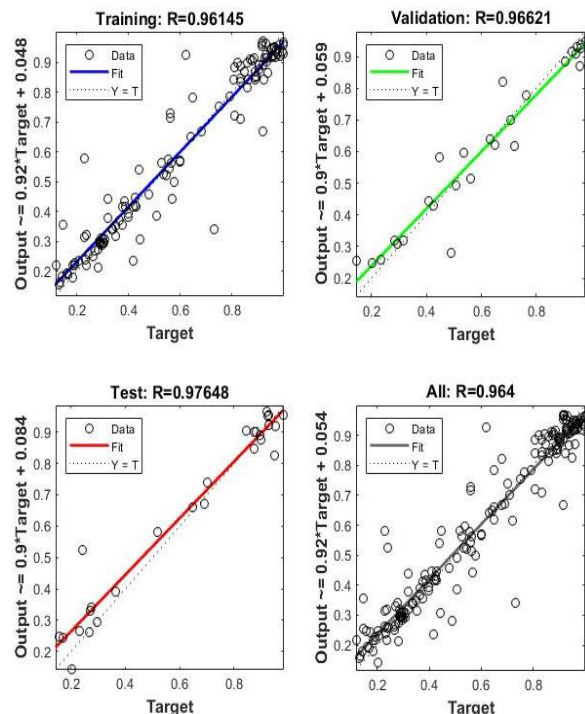 Training: R=0.96145
Output ~= 0.92*Target + 0.048
Data
Fit
Y = T
0.9
0.8
0.7
0.6
0.5
0.4
0.3
0.2
0.2 0.4 0.6 0.8
Target
Validation: R=0.96621
Output ~= 0.9*Target + 0.059
Data
Fit
Y = T
0.9
0.8
0.7
0.6
0.5
0.4
0.3
0.2
0.2 0.4 0.6 0.8
Target
Test: R=0.97648
Output ~= 0.9*Target + 0.084
Data
Fit
Y = T
0.9
0.8
0.7
0.6
0.5
0.4
0.3
0.2
0.2 0.4 0.6 0.8
Target
All: R=0.964
Output ~= 0.92*Target + 0.054
Data
Fit
Y = T
0.9
0.8
0.7
0.6
0.5
0.4
0.3
0.2
0.2 0.4 0.6 0.8
Target